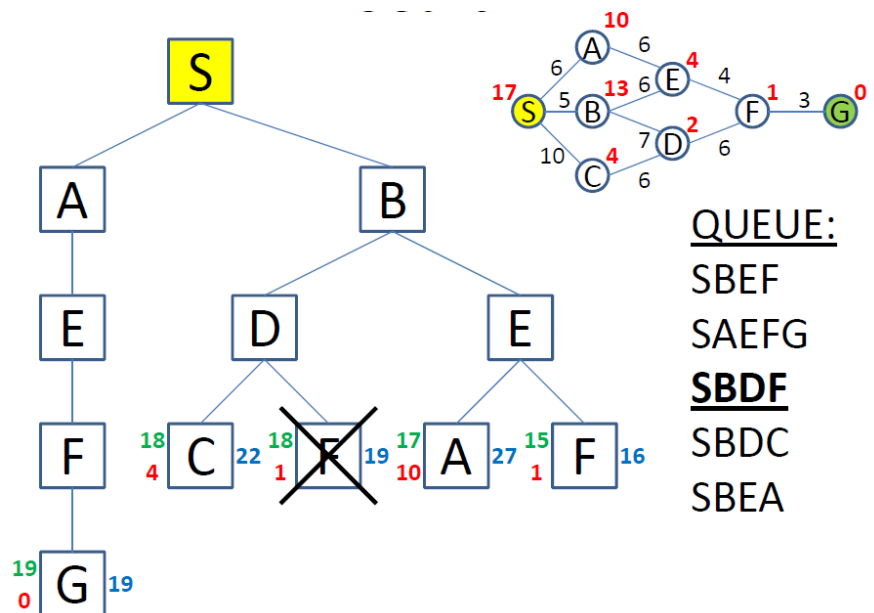 S
A B
E D E
F
18 4 C 22
18 1 F 19
17 10 A 27
15 1 F 16
19 0 G 19
10
A 6
6 E 4
17 13 6 4 1 0
S 5 B F 3 G
2
7 D
10 4 6
C 6
QUEUE:
SBEF
SAEFG
SBDF
SBDC
SBEA